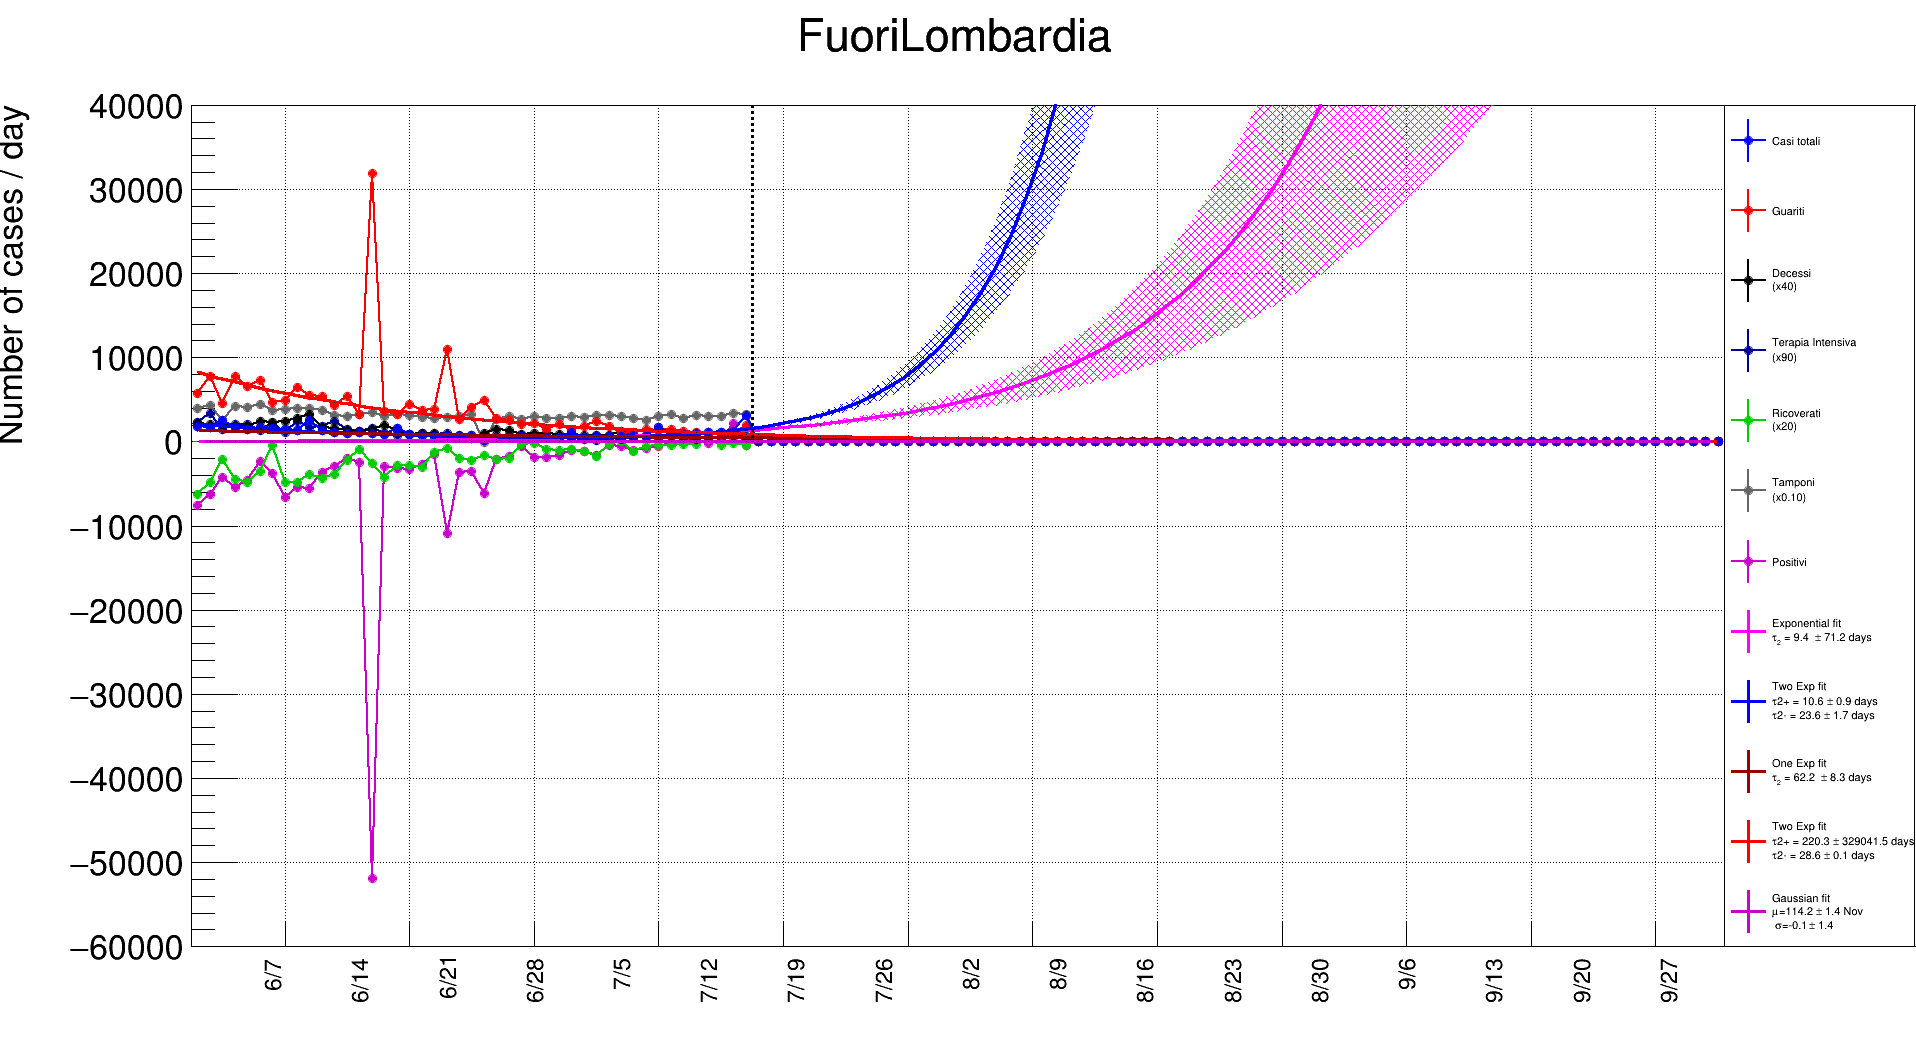 FuoriLombardia
Number of cases / day
40000
30000
20000
10000
0
−10000
−20000
−30000
−40000
−50000
−60000
6/7
6/14
6/21
6/28
7/5
7/12
7/19
7/26
8/2
8/9
8/16
8/23
8/30
9/6
9/13
9/20
9/27
Casi totali
Guariti
Decessi
(x40)
Terapia Intensiva
(x90)
Ricoverati
(x20)
Tamponi
(x0.10)
Positivi
Exponential fit
τ₂ = 9.4 ± 71.2 days
Two Exp fit
τ2+ = 10.6 ± 0.9 days
τ2- = 23.6 ± 1.7 days
One Exp fit
τ₂ = 62.2 ± 8.3 days
Two Exp fit
τ2+ = 220.3 ± 329041.5 days
τ2- = 28.6 ± 0.1 days
Gaussian fit
μ=114.2 ± 1.4 Nov
σ=-0.1 ± 1.4